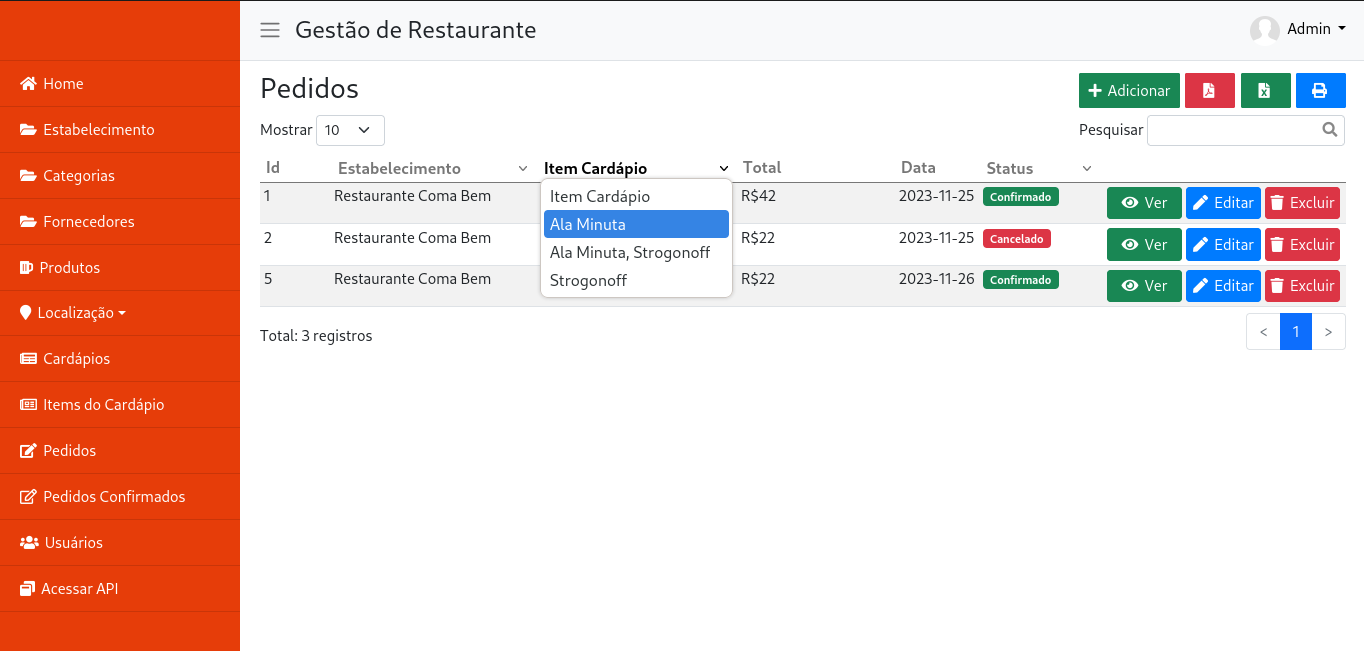 Gestão de Restaurante
Admin
Home
Estabelecimento
Categorias
Fornecedores
Produtos
Localização
Cardápios
Items do Cardápio
Pedidos
Pedidos Confirmados
Usuários
Acessar API
Pedidos
Adicionar
Mostrar 10
Pesquisar
Id Estabelecimento Item Cardápio Total Data Status
1 Restaurante Coma Bem R$42 2023-11-25 Confirmado Ver Editar Excluir
2 Restaurante Coma Bem R$22 2023-11-25 Cancelado Ver Editar Excluir
5 Restaurante Coma Bem R$22 2023-11-26 Confirmado Ver Editar Excluir
Item Cardápio
Ala Minuta
Ala Minuta, Strogonoff
Strogonoff
Total: 3 registros
< 1 >